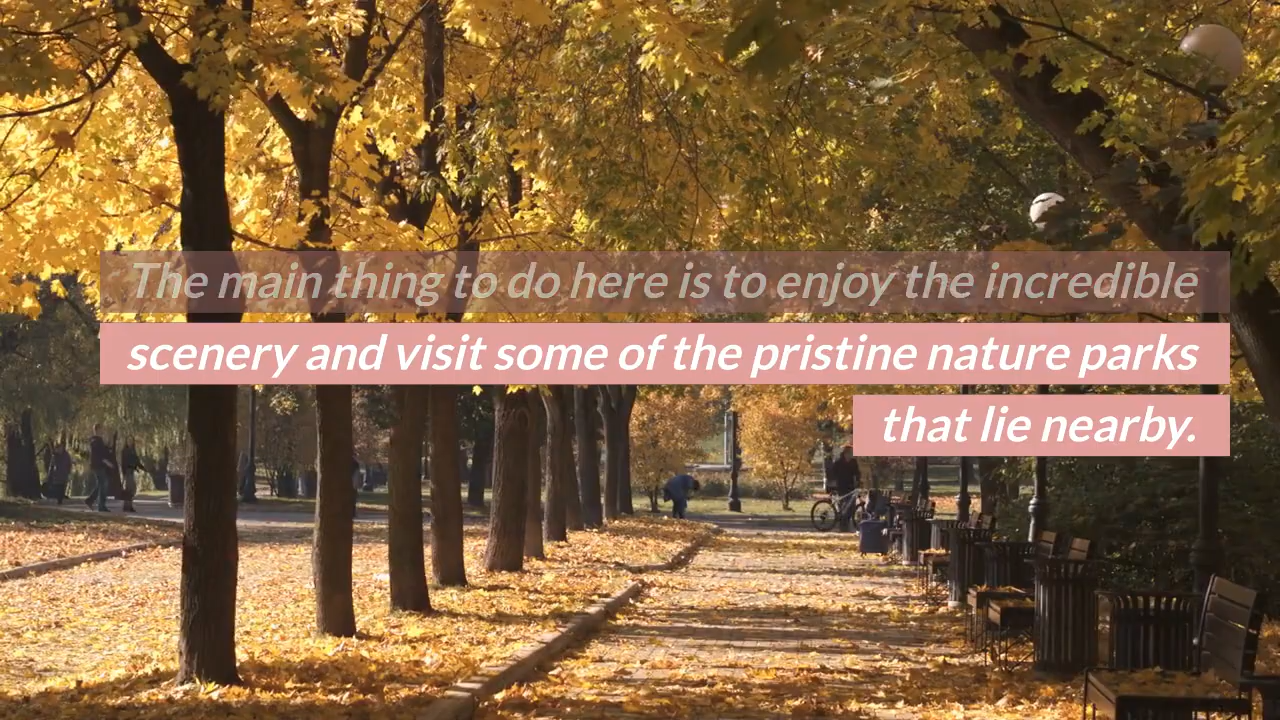 The main thing to do here is to enjoy the incredible
scenery and visit some of the pristine nature parks
that lie nearby.